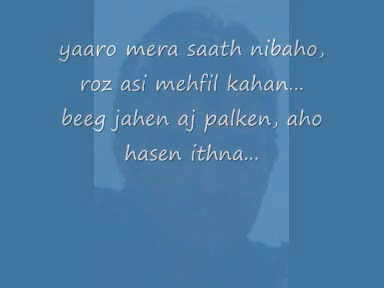 yaaro mera saath nibaho,
roz asi mehfil kahan...
beeg jahen aj palken, aho
hasen ithna...